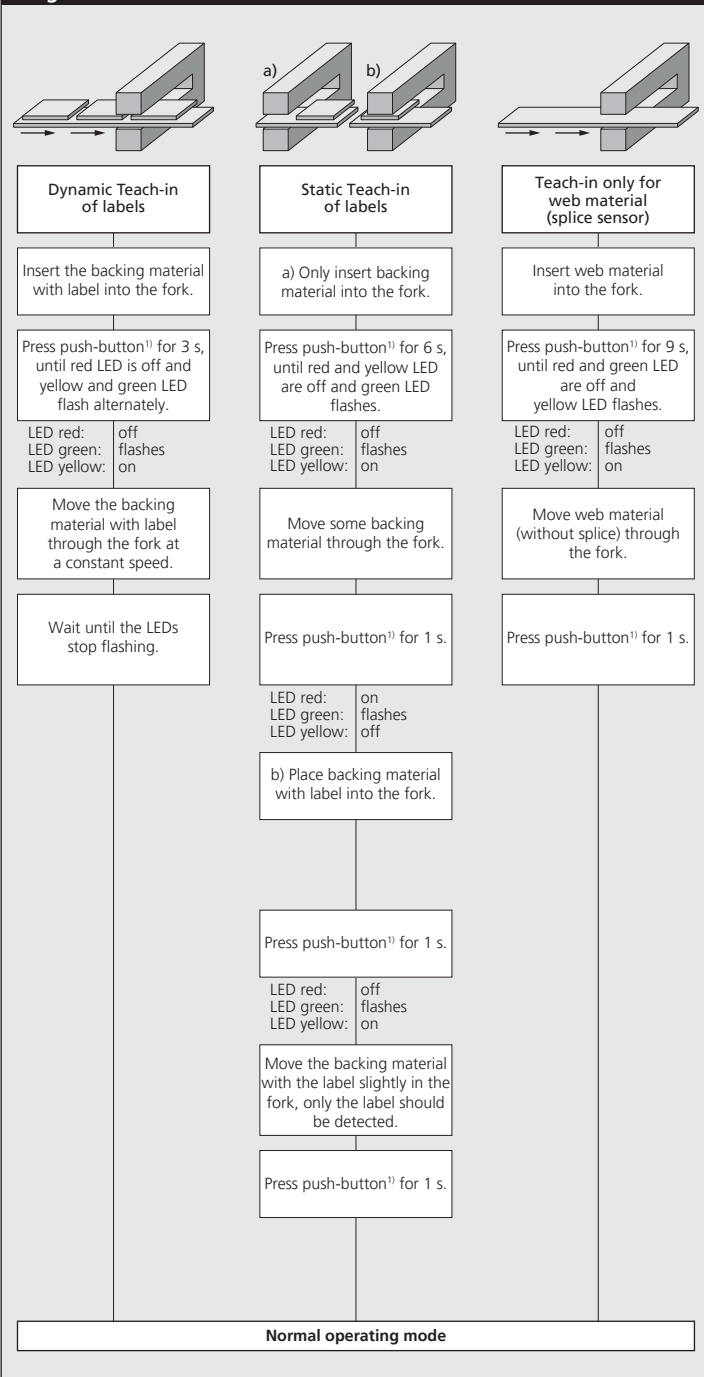 a)
b)
Dynamic Teach-in
of labels
Insert the backing material
with label into the fork.
Press push-button¹⁾ for 3 s,
until red LED is off and
yellow and green LED
flash alternately.
LED red: off
LED green: flashes
LED yellow: on
Move the backing
material with label
through the fork at
a constant speed.
Wait until the LEDs
stop flashing.
Static Teach-in
of labels
a) Only insert backing
material into the fork.
Press push-button¹⁾ for 6 s,
until red and yellow LED
are off and green LED
flashes.
Move some backing
material through the fork.
Press push-button¹⁾ for 1 s.
LED red: on
LED green: flashes
LED yellow: off
b) Place backing material
with label into the fork.
Press push-button¹⁾ for 1 s.
LED red: off
LED green: flashes
LED yellow: on
Move the backing material
with the label slightly in the
fork, only the label should
be detected.
Press push-button¹⁾ for 1 s.
Teach-in only for
web material
(splice sensor)
Insert web material
into the fork.
Press push-button¹⁾ for 9 s,
until red and green LED
are off and
yellow LED flashes.
LED red: off
LED green: flashes
LED yellow: on
Move web material
(without splice) through
the fork.
Press push-button¹⁾ for 1 s.
Normal operating mode